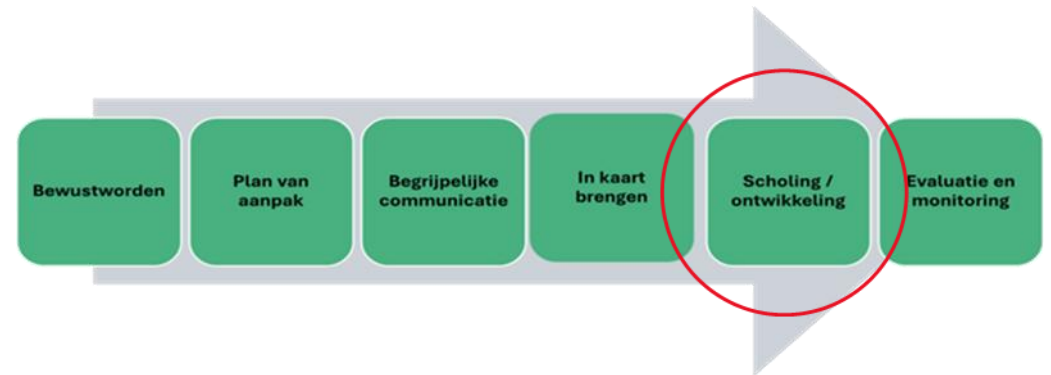 Bewustworden
Plan van
aanpak
Begrijpelijke
communicatie
In kaart
brengen
Scholing /
ontwikkeling
Evaluatie en
monitoring